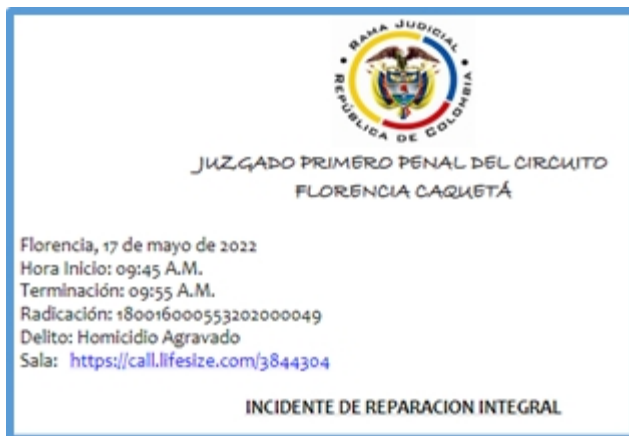 RAMA JUDICIAL
REPÚBLICA DE COLOMBIA
JUZGADO PRIMERO PENAL DEL CIRCUITO
FLORENCIA CAQUETÁ
Florencia, 17 de mayo de 2022
Hora Inicio: 09:45 A.M.
Terminación: 09:55 A.M.
Radicación: 180016000553202000049
Delito: Homicidio Agravado
Sala: https://call.lifesize.com/3844304
INCIDENTE DE REPARACION INTEGRAL